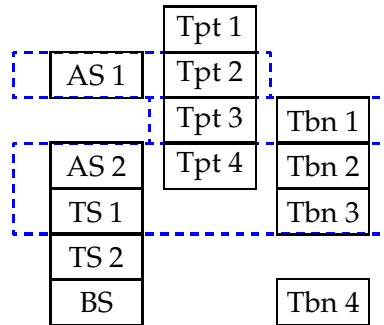 Tpt 1
AS 1 Tpt 2
Tpt 3 Tbn 1
AS 2 Tpt 4 Tbn 2
TS 1 Tbn 3
TS 2
BS Tbn 4